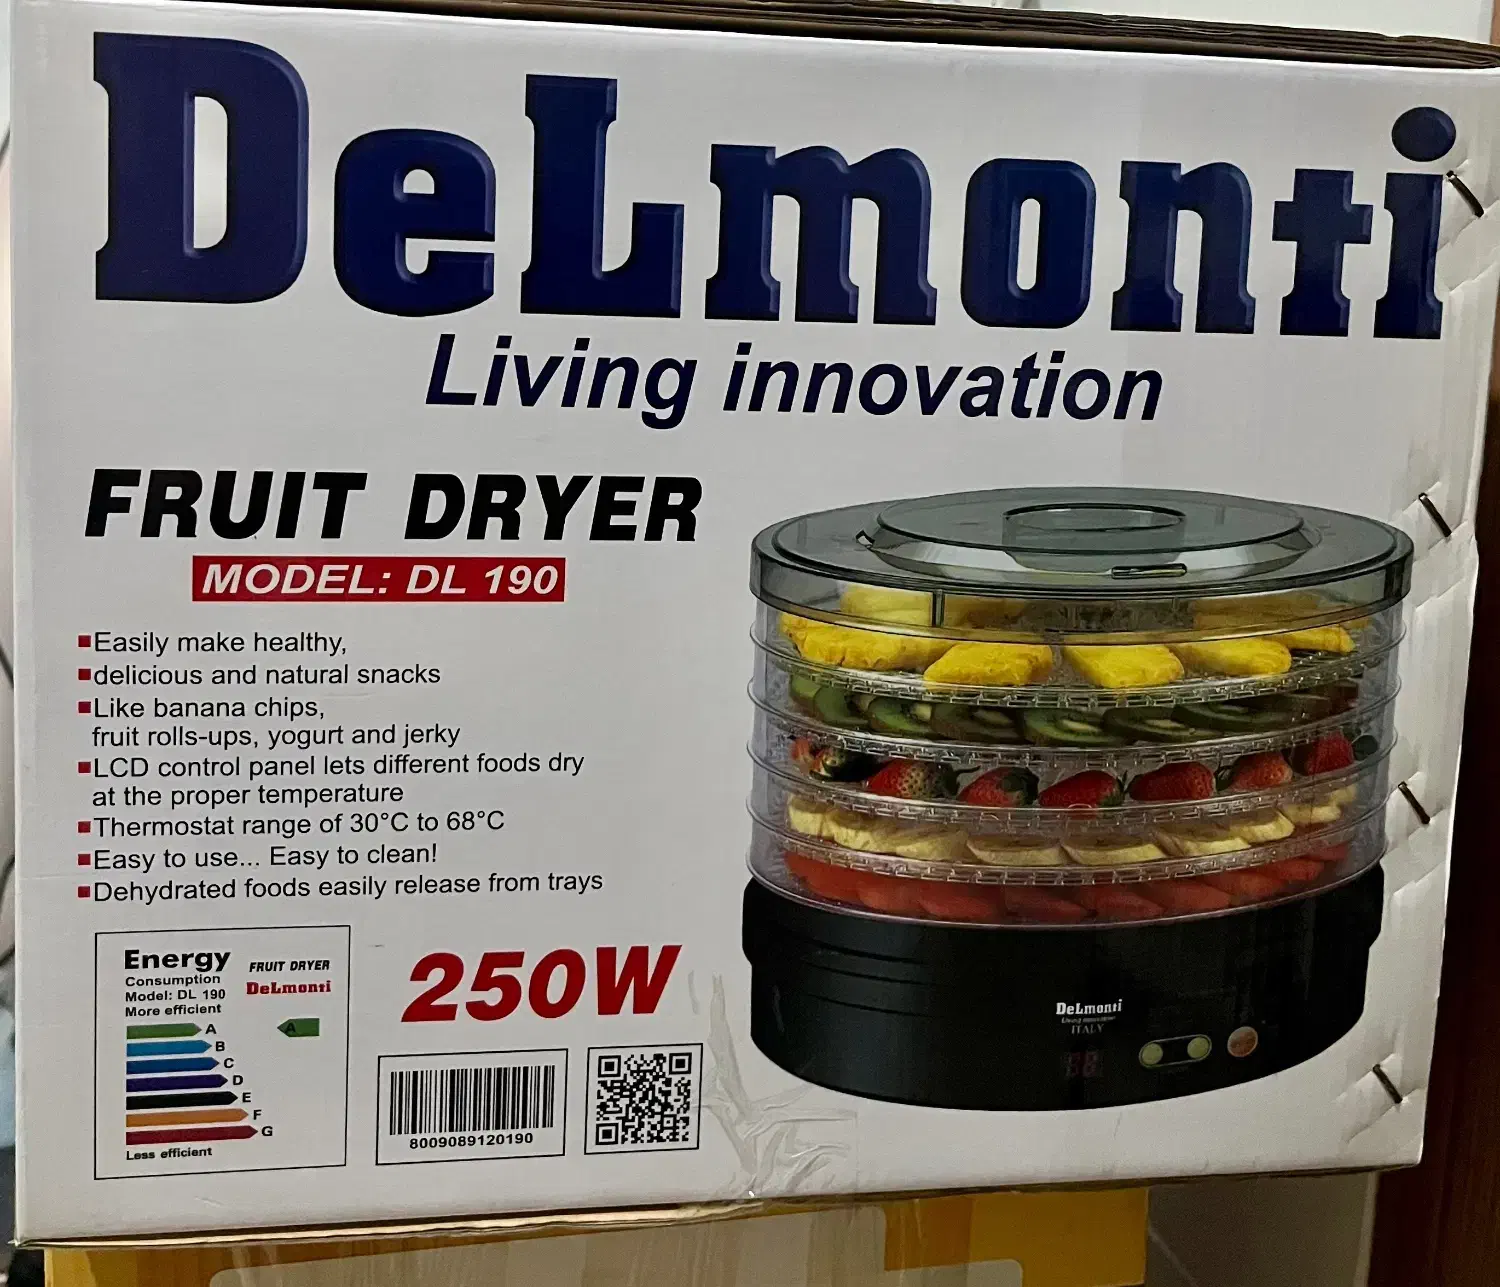 DeLmonti
Living innovation
FRUIT DRYER
MODEL: DL 190
Easily make healthy,
delicious and natural snacks
Like banana chips,
fruit rolls-ups, yogurt and jerky
LCD control panel lets different foods dry
at the proper temperature
Thermostat range of 30°C to 68°C
Easy to use... Easy to clean!
Dehydrated foods easily release from trays
Energy
Consumption
Model: DL 190
More efficient
FRUIT DRYER
DeLmonti
A
A
B
C
D
E
F
G
Less efficient
250W
8009089120190
DeLmonti
Living innovation
ITALY